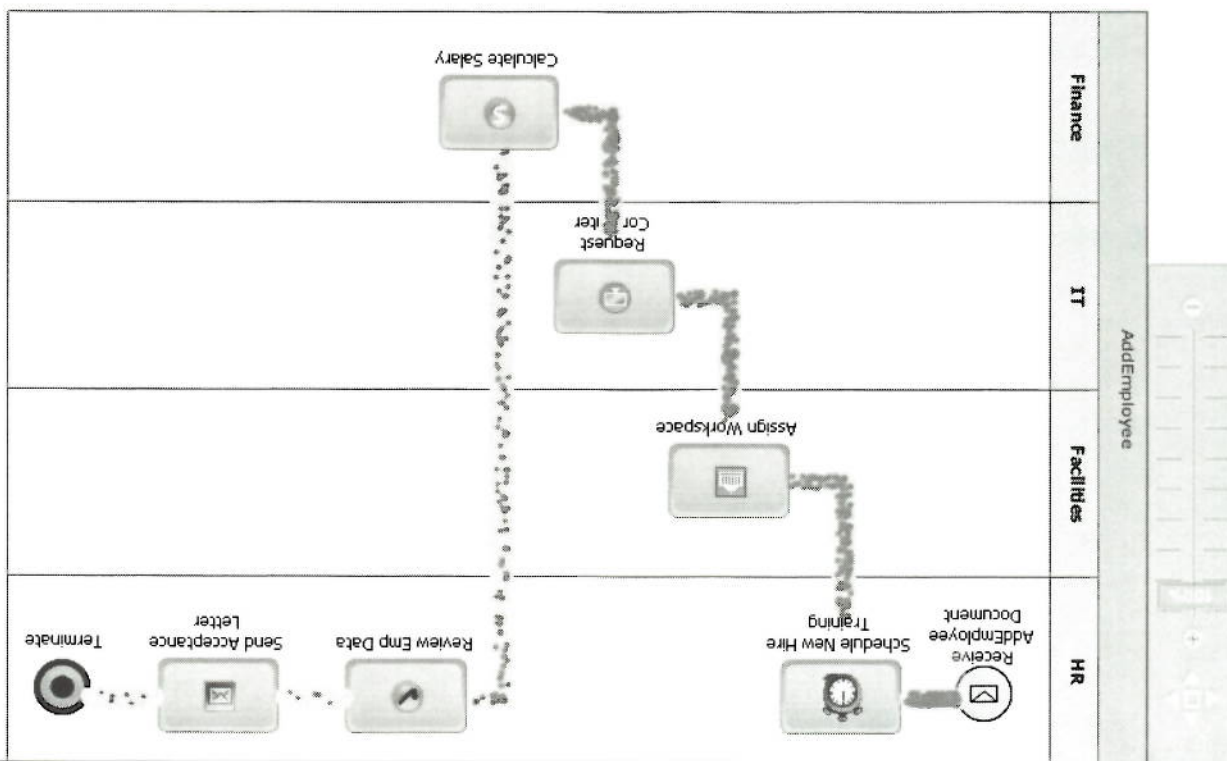 AddEmployee
HR
Receive
AddEmployee
Document
Schedule New Hire
Training
Review Emp Data
Send Acceptance
Letter
Terminate
Facilities
Assign Workspace
IT
Request
Finance
Calculate Salary